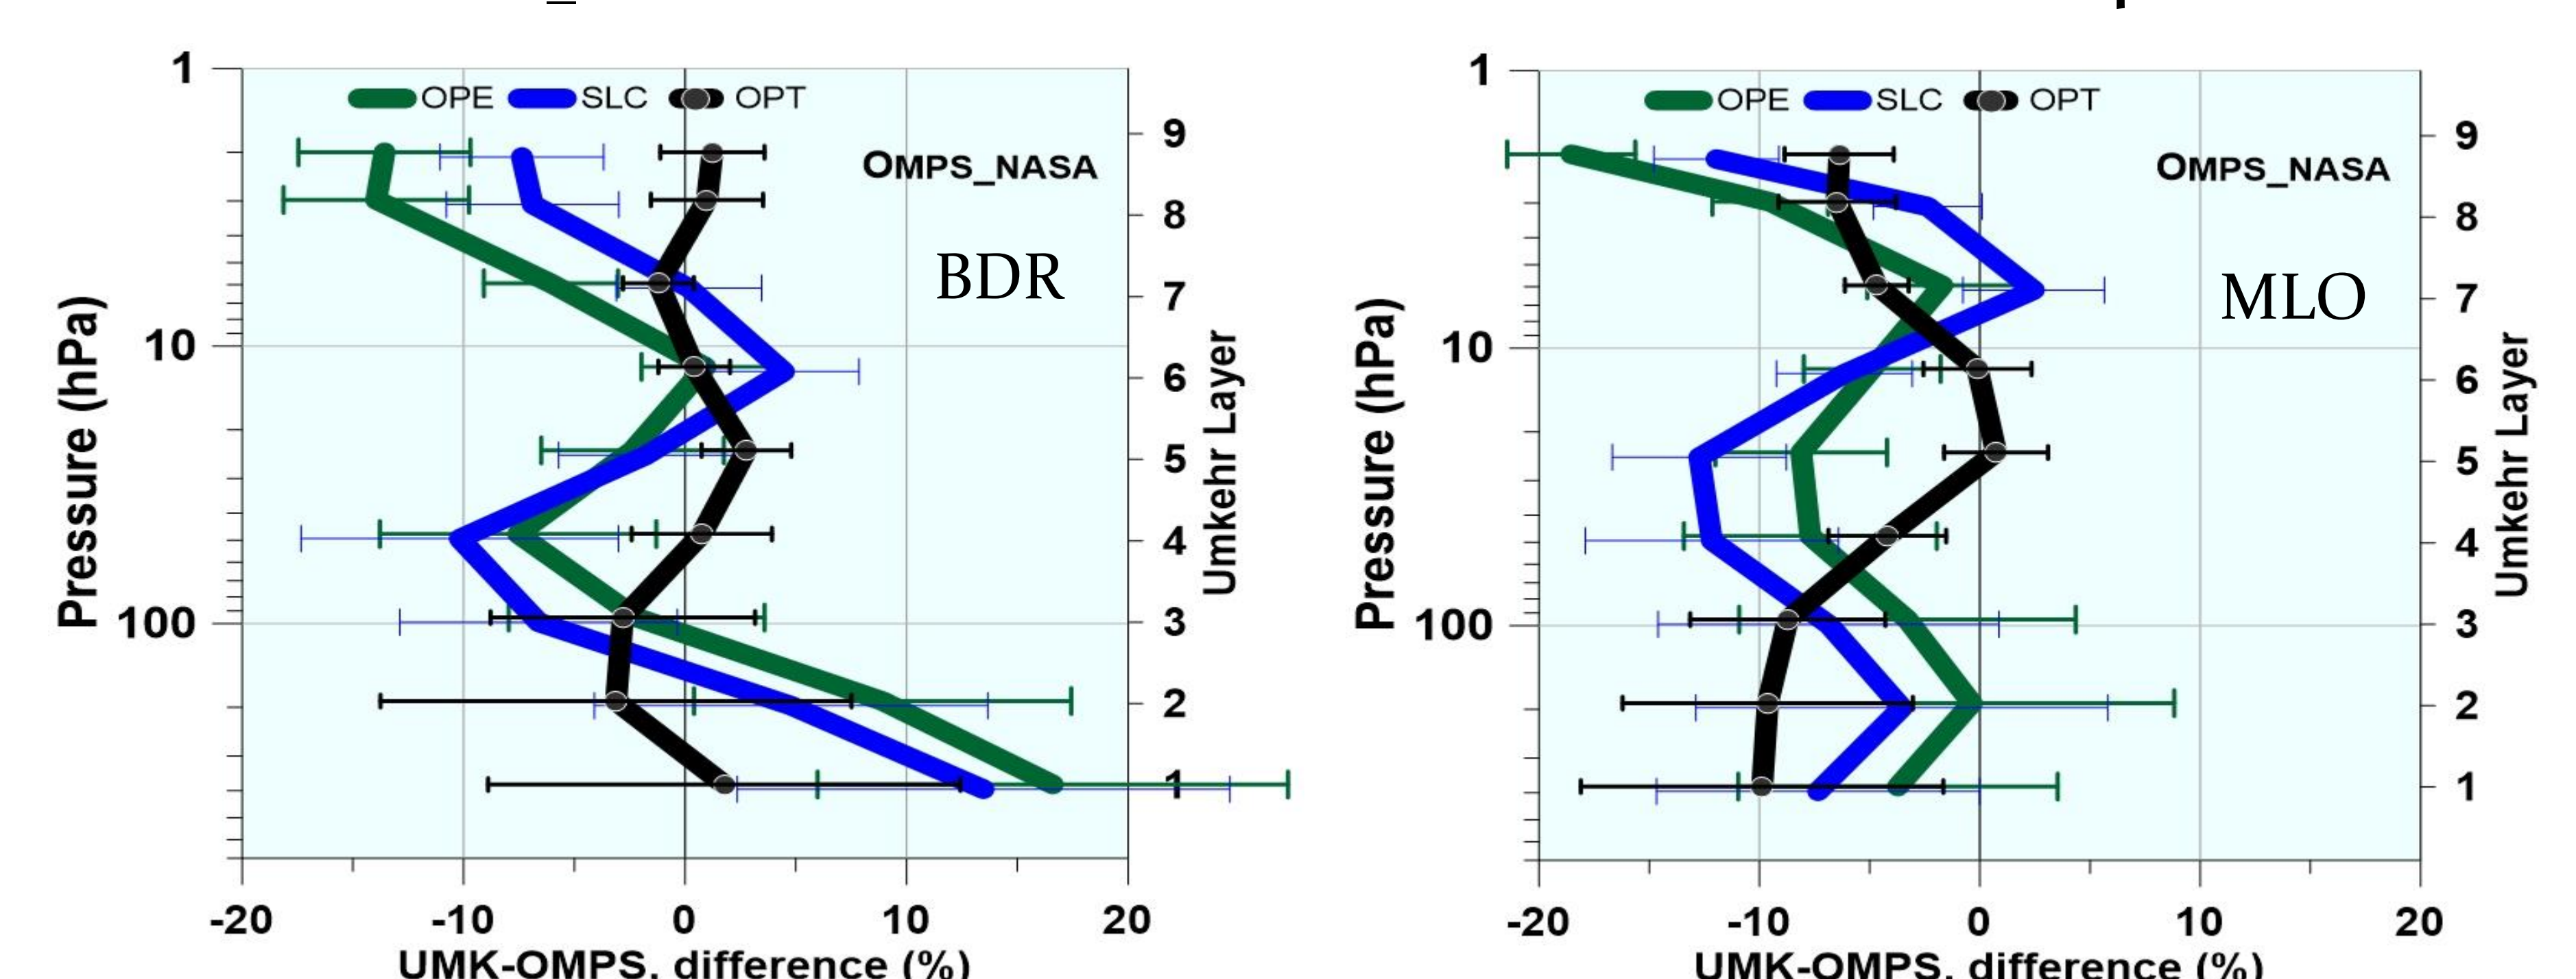 OPE SLC OPT
OMPS_NASA
BDR
1
10
100
Pressure (hPa)
9
8
7
6
5
4
3
2
1
Umkehr Layer
-20 -10 0 10 20
UMK-OMPS, difference (%)
OPE SLC OPT
OMPS_NASA
MLO
1
10
100
Pressure (hPa)
9
8
7
6
5
4
3
2
1
Umkehr Layer
-20 -10 0 10 20
UMK-OMPS, difference (%)